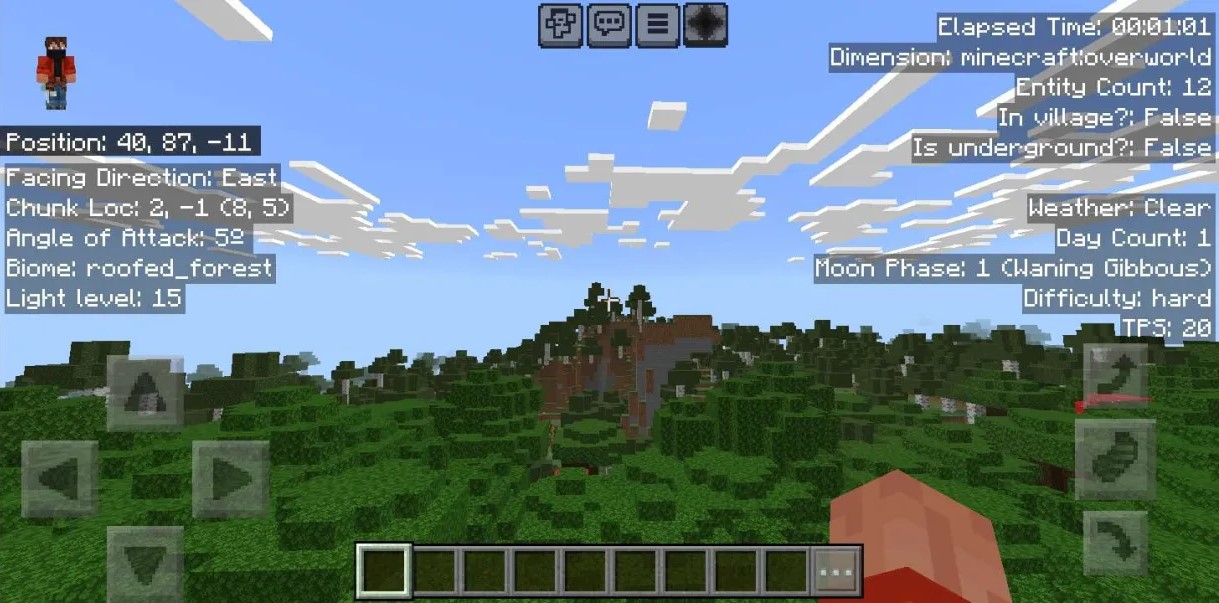 Position: 40, 87, -11
Facing Direction: East
Chunk Loc: 2, -1 (8, 5)
Angle of Attack: 5º
Biome: roofed_forest
Light level: 15
Elapsed Time: 00:01:01
Dimension: minecraft:overworld
Entity Count: 12
In village?: False
Is underground?: False
Weather: Clear
Day Count: 1
Moon Phase: 1 (Waning Gibbous)
Difficulty: hard
TPS: 20